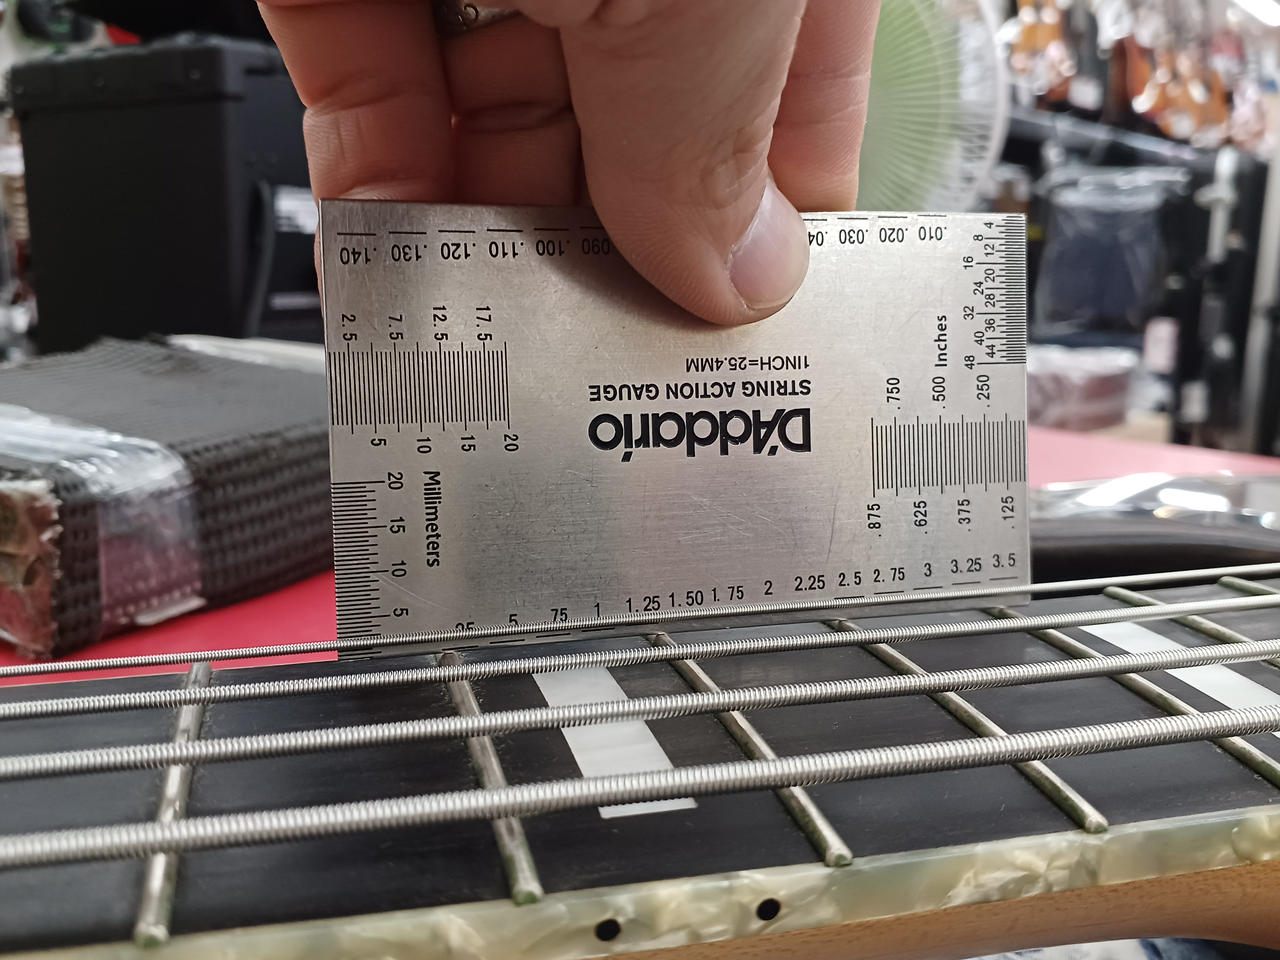 .140 .130 .120 .110 .100 .090 .04 .030 .020 .010
4 8 12 16 20 24 28 32 36 40 44 48
2.5 7.5 12.5 17.5
5 10 15 20
Millimeters
20 15 10 5
1INCH=25.4MM
STRING ACTION GAUGE
D'Addario
Inches
.750 .500 .250
.875 .625 .375 .125
25 5 75 1 1.25 1.50 1.75 2 2.25 2.5 2.75 3 3.25 3.5